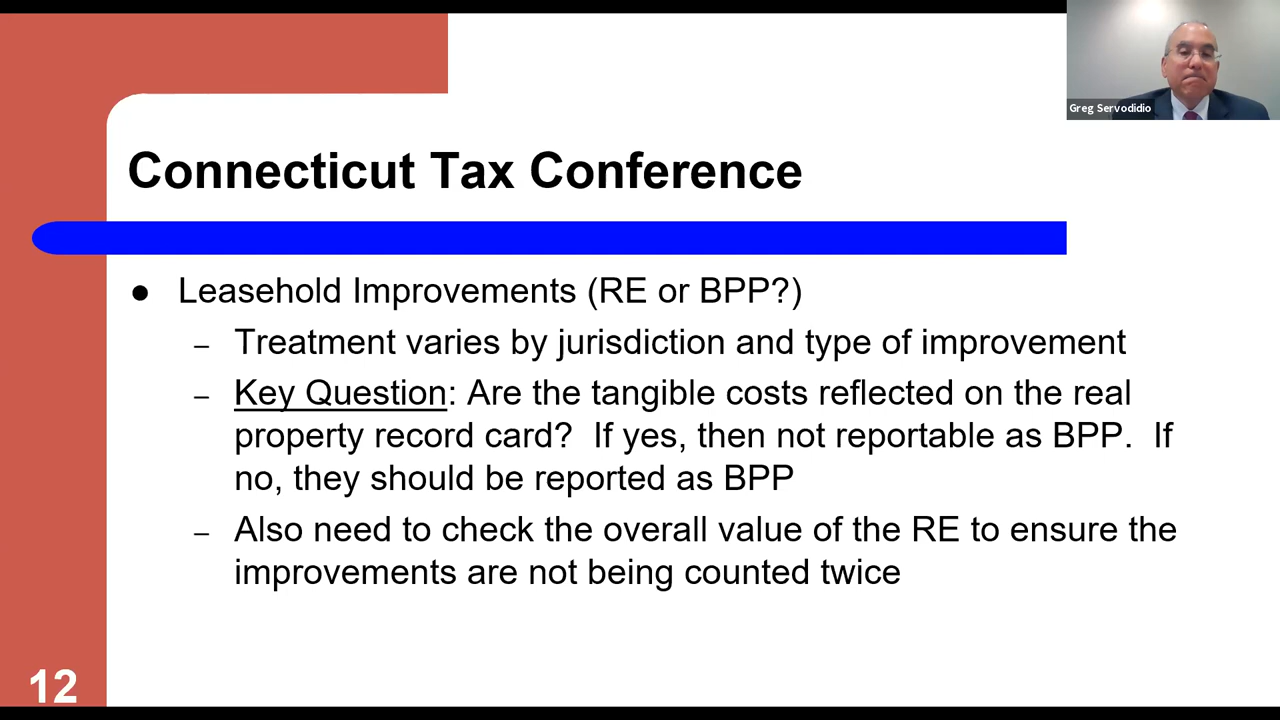 Greg Servodidio
Connecticut Tax Conference
● Leasehold Improvements (RE or BPP?)
– Treatment varies by jurisdiction and type of improvement
– Key Question: Are the tangible costs reflected on the real
property record card?  If yes, then not reportable as BPP.  If
no, they should be reported as BPP
– Also need to check the overall value of the RE to ensure the
improvements are not being counted twice
12